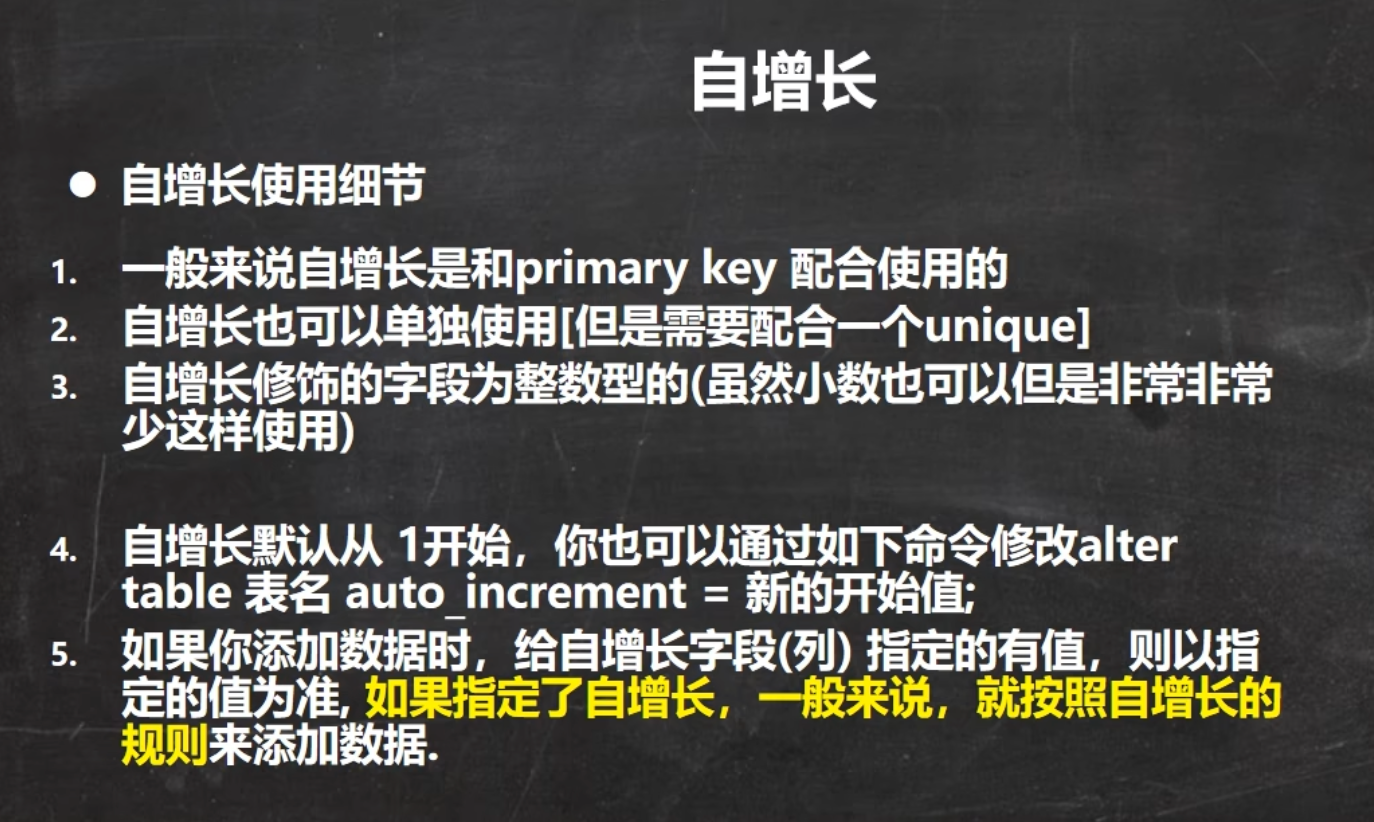 自增长
● 自增长使用细节
1. 一般来说自增长是和primary key 配合使用的
2. 自增长也可以单独使用[但是需要配合一个unique]
3. 自增长修饰的字段为整数型的(虽然小数也可以但是非常非常
少这样使用)
4. 自增长默认从 1开始，你也可以通过如下命令修改alter
table 表名 auto_increment = 新的开始值;
5. 如果你添加数据时，给自增长字段(列) 指定的有值，则以指
定的值为准, 如果指定了自增长，一般来说，就按照自增长的
规则来添加数据.